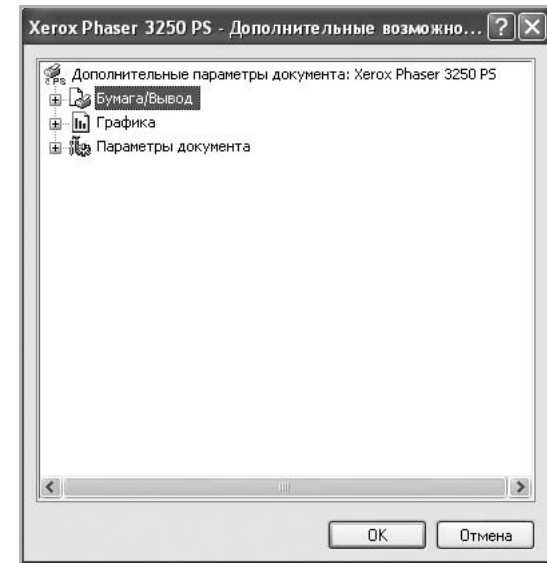 Xerox Phaser 3250 PS - Дополнительные возможно...
Дополнительные параметры документа: Xerox Phaser 3250 PS
Бумага/Вывод
Графика
Параметры документа
OK
Отмена